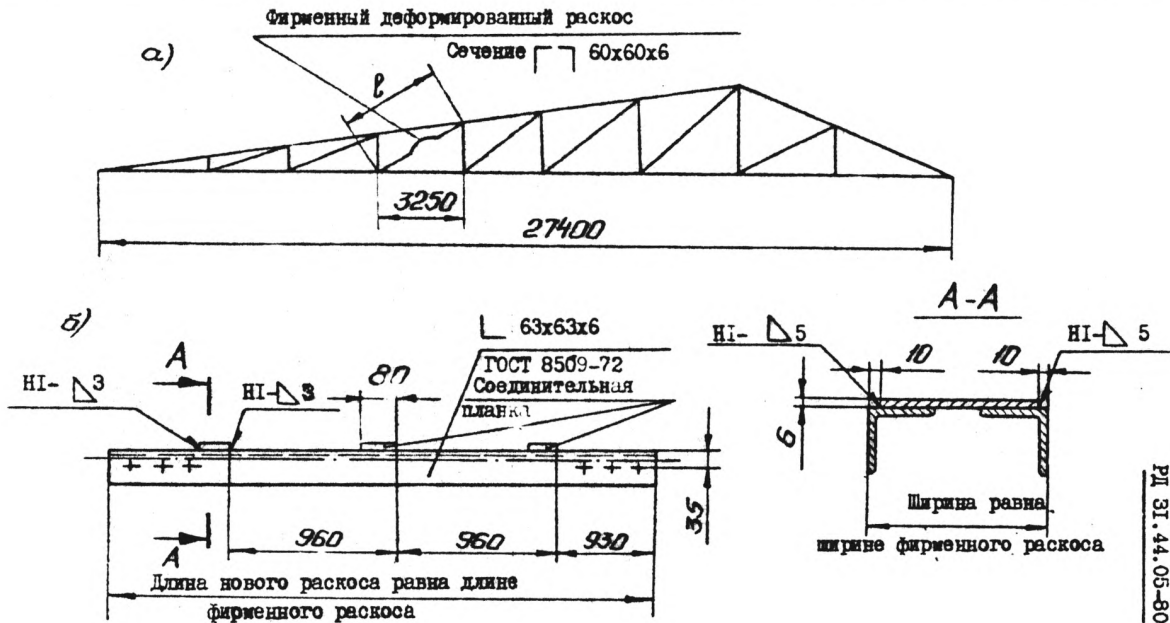 Фирменный деформированный раскос
а)
Сечение 60х60х6
ℓ
3250
27400
б)
А
63х63х6
ГОСТ 8509-72
Соединительная
планка
НI- 3
НI- 3
80
35
А
960
960
930
Длина нового раскоса равна длине
фирменного раскоса
А-А
НI- 5
НI- 5
10
10
6
Ширина равна
ширине фирменного раскоса
РД 3I.44.05-80